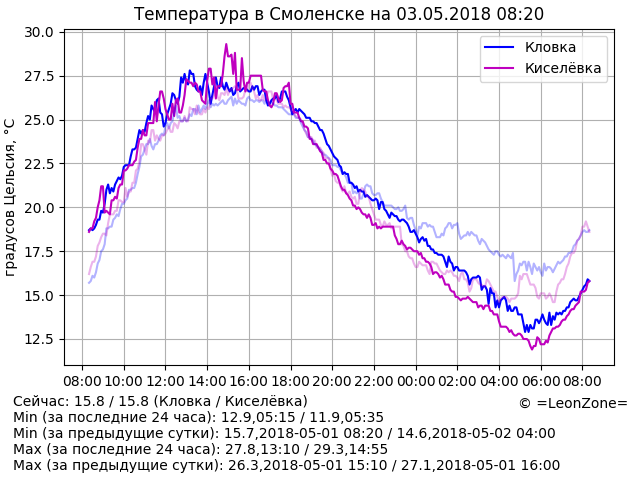 Температура в Смоленске на 03.05.2018 08:20
Кловка
Киселёвка
градусов Цельсия, °C
30.0
27.5
25.0
22.5
20.0
17.5
15.0
12.5
08:00 10:00 12:00 14:00 16:00 18:00 20:00 22:00 00:00 02:00 04:00 06:00 08:00
Сейчас: 15.8 / 15.8 (Кловка / Киселёвка)
© =LeonZone=
Min (за последние 24 часа): 12.9,05:15 / 11.9,05:35
Min (за предыдущие сутки): 15.7,2018-05-01 08:20 / 14.6,2018-05-02 04:00
Max (за последние 24 часа): 27.8,13:10 / 29.3,14:55
Max (за предыдущие сутки): 26.3,2018-05-01 15:10 / 27.1,2018-05-01 16:00